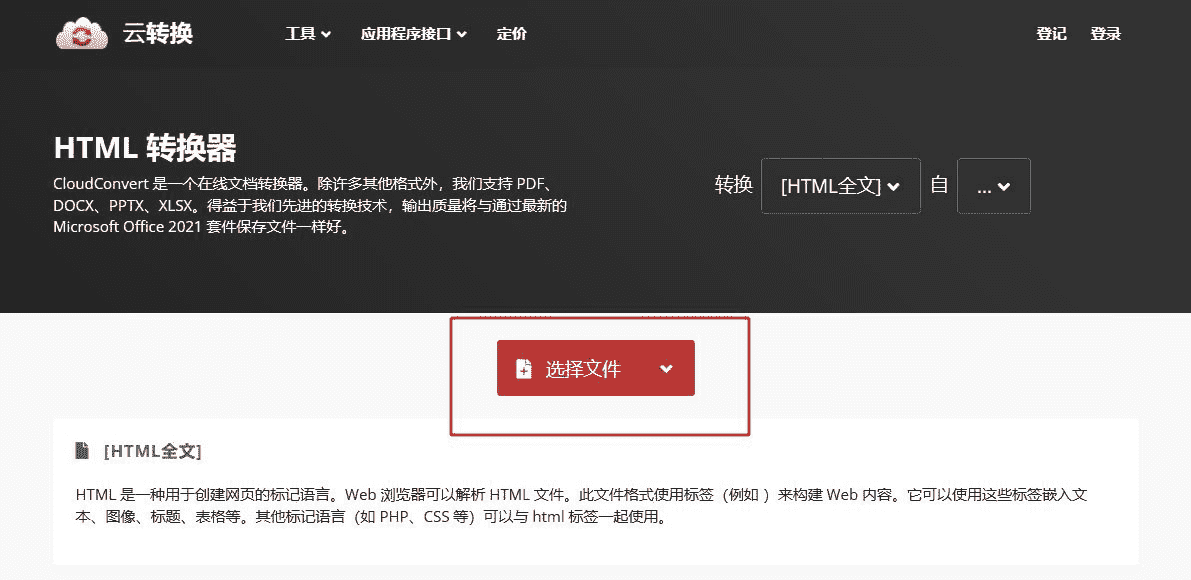 云转换
工具
应用程序接口
定价
登记
登录
HTML 转换器
CloudConvert 是一个在线文档转换器。除许多其他格式外，我们支持 PDF、
DOCX、PPTX、XLSX。得益于我们先进的转换技术，输出质量将与通过最新的
Microsoft Office 2021 套件保存文件一样好。
转换 [HTML全文] 自 ...
选择文件
[HTML全文]
HTML 是一种用于创建网页的标记语言。Web 浏览器可以解析 HTML 文件。此文件格式使用标签（例如 ）来构建 Web 内容。它可以使用这些标签嵌入文
本、图像、标题、表格等。其他标记语言（如 PHP、CSS 等）可以与 html 标签一起使用。